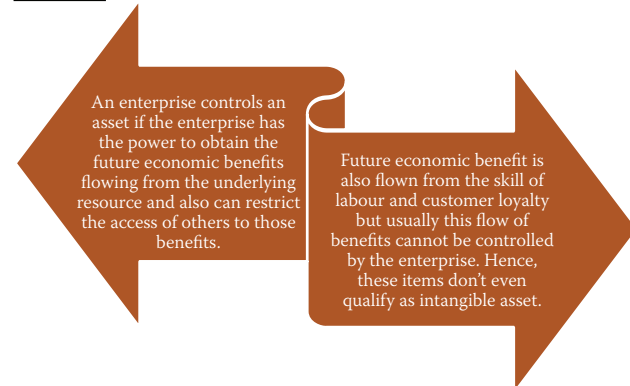 An enterprise controls an
asset if the enterprise has
the power to obtain the
future economic benefits
flowing from the underlying
resource and also can restrict
the access of others to those
benefits.
Future economic benefit is
also flown from the skill of
labour and customer loyalty
but usually this flow of
benefits cannot be controlled
by the enterprise. Hence,
these items don’t even
qualify as intangible asset.